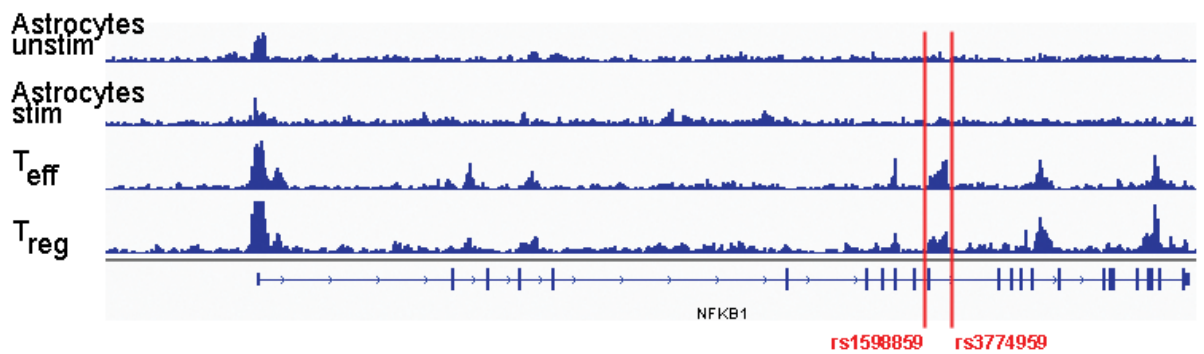 Astrocytes
unstim
Astrocytes
stim
Teff
Treg
NFKB1
rs1598859 rs3774959